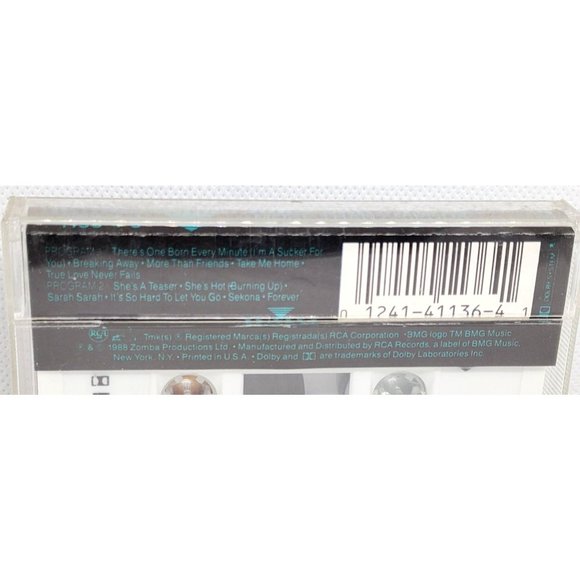 PROGRAM 1 - There's One Born Every Minute (I'm A Sucker For
You) • Breaking Away • More Than Friends • Take Me Home •
True Love Never Fails
PROGRAM 2 - She's A Teaser • She's Hot (Burning Up) •
Sarah Sarah • It's So Hard To Let You Go • Sekona • Forever
0 1241-41136-4 1
DOLBY SYSTEM
RCA Tmk(s) ® Registered • Marca(s) Registrada(s) RCA Corporation • BMG logo TM BMG Music.
℗ & © 1988 Zomba Productions Ltd. • Manufactured and Distributed by RCA Records, a label of BMG Music,
New York, N.Y. • Printed in U.S.A. • Dolby and are trademarks of Dolby Laboratories Inc.